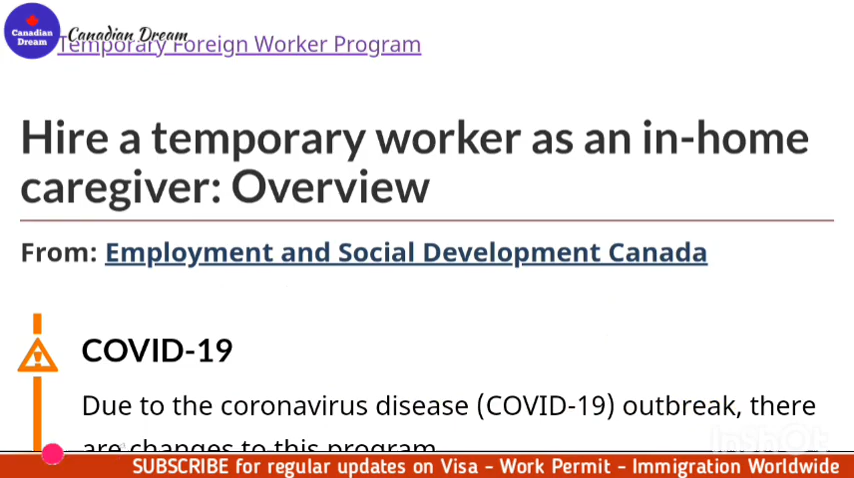 Canadian
Dream
Canadian Dream
Temporary Foreign Worker Program
Hire a temporary worker as an in-home
caregiver: Overview
From: Employment and Social Development Canada
COVID-19
Due to the coronavirus disease (COVID-19) outbreak, there
are changes to this program
InShOt
SUBSCRIBE for regular updates on Visa - Work Permit - Immigration Worldwide